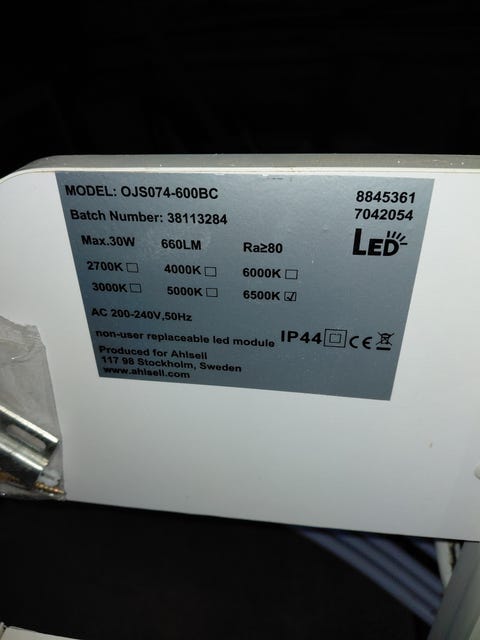 MODEL: OJS074-600BC
8845361
Batch Number: 38113284
7042054
Max.30W 660LM Ra≥80
LED
2700K☐ 4000K☐ 6000K☐
3000K☐ 5000K☐ 6500K☑
AC 200-240V,50Hz
non-user replaceable led module IP44 CE
Produced for Ahlsell
117 98 Stockholm, Sweden
www.ahlsell.com